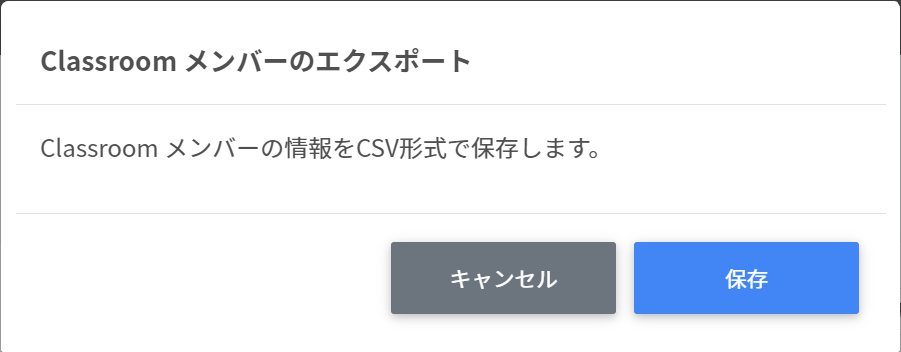 Classroom メンバーのエクスポート
Classroom メンバーの情報をCSV形式で保存します。
キャンセル
保存